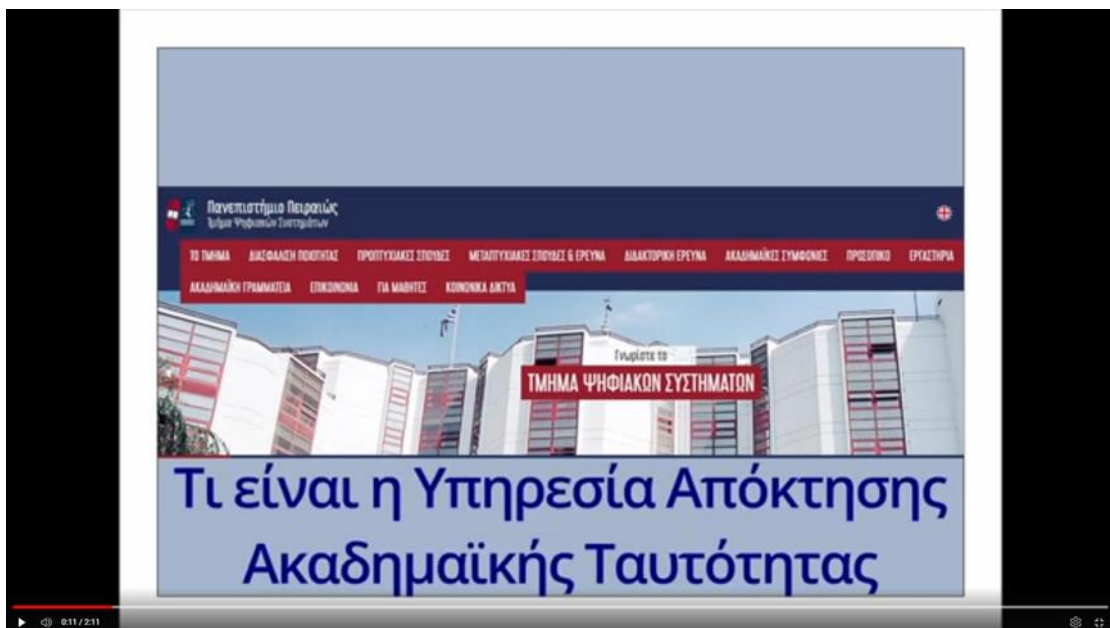 Πανεπιστήμιο Πειραιώς
Τμήμα Ψηφιακών Συστημάτων
ΤΟ ΤΜΗΜΑ ΔΙΑΣΦΑΛΙΣΗ ΠΟΙΟΤΗΤΑΣ ΠΡΟΠΤΥΧΙΑΚΕΣ ΣΠΟΥΔΕΣ ΜΕΤΑΠΤΥΧΙΑΚΕΣ ΣΠΟΥΔΕΣ & ΕΡΕΥΝΑ ΔΙΔΑΚΤΟΡΙΚΗ ΕΡΕΥΝΑ ΑΚΑΔΗΜΑΪΚΕΣ ΣΥΜΦΩΝΙΕΣ ΠΡΟΣΩΠΙΚΟ ΕΡΓΑΣΤΗΡΙΑ
ΑΚΑΔΗΜΑΪΚΗ ΓΡΑΜΜΑΤΕΙΑ ΕΠΙΚΟΙΝΩΝΙΑ ΓΙΑ ΜΑΘΗΤΕΣ ΚΟΙΝΩΝΙΚΑ ΔΙΚΤΥΑ
Γνωρίστε το
ΤΜΗΜΑ ΨΗΦΙΑΚΩΝ ΣΥΣΤΗΜΑΤΩΝ
Τι είναι η Υπηρεσία Απόκτησης
Ακαδημαϊκής Ταυτότητας
0:11 / 2:11